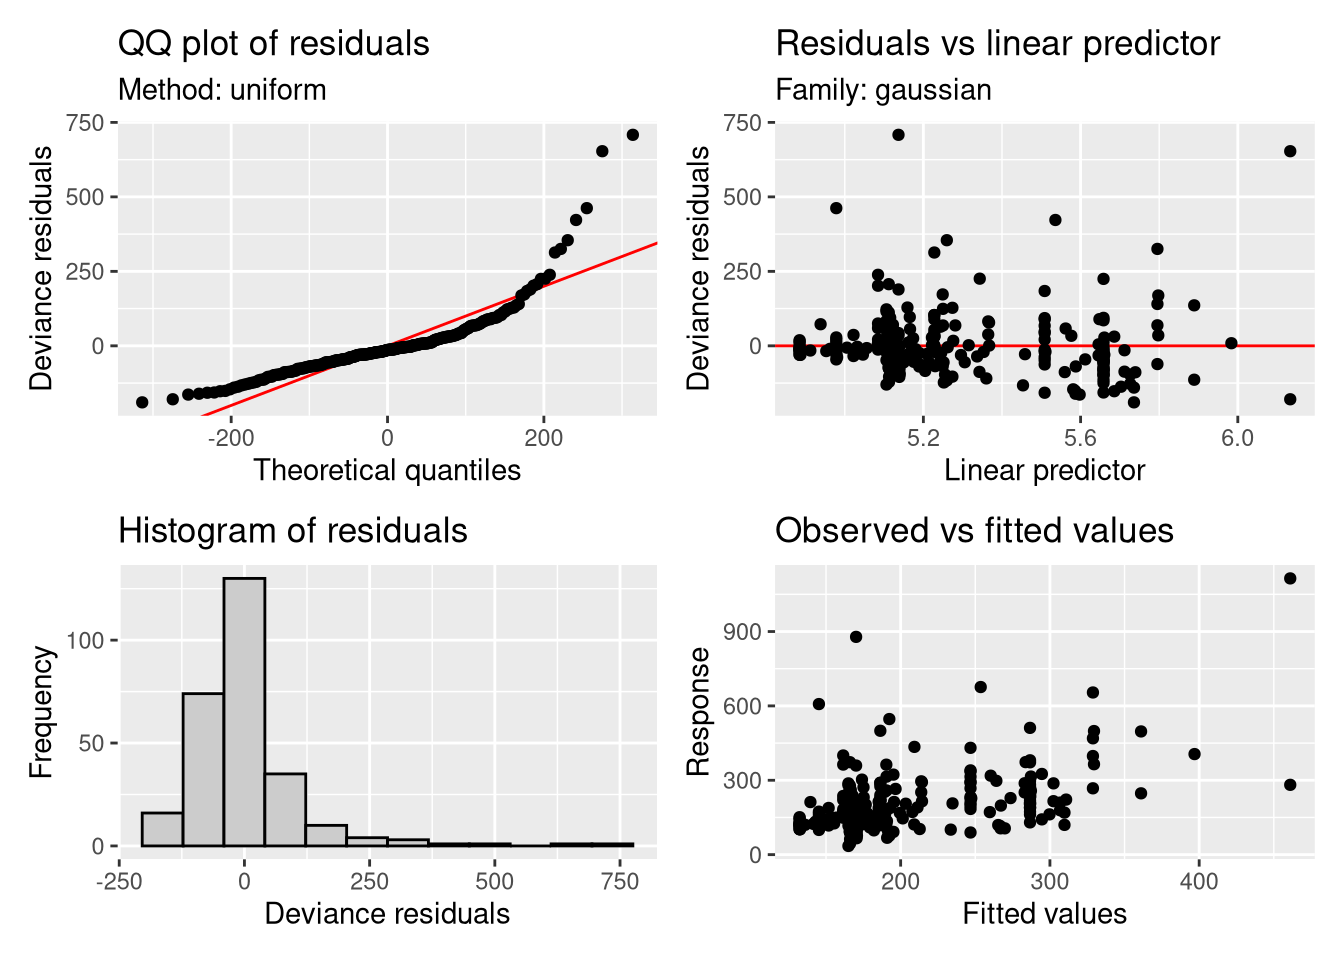 QQ plot of residuals
Method: uniform
750
500
250
0
-200
0
200
Deviance residuals
Theoretical quantiles
Residuals vs linear predictor
Family: gaussian
750
500
250
0
5.2
5.6
6.0
Deviance residuals
Linear predictor
Histogram of residuals
100
50
0
-250
0
250
500
750
Frequency
Deviance residuals
Observed vs fitted values
900
600
300
0
200
300
400
Response
Fitted values